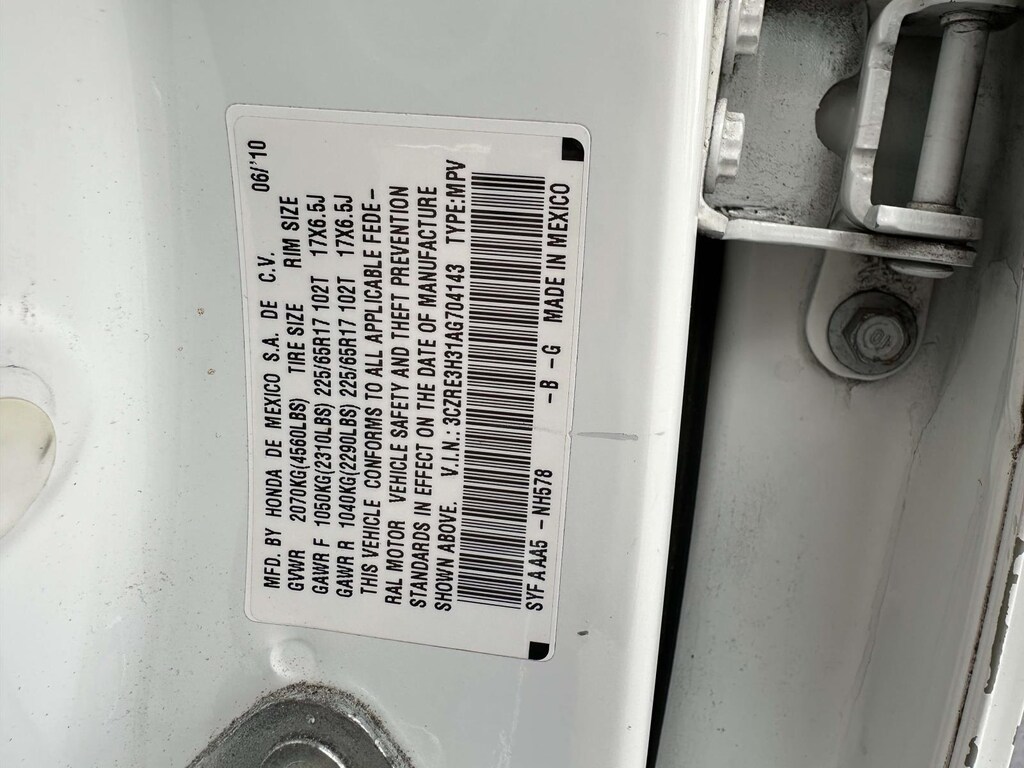 MFD. BY HONDA DE MEXICO S.A. DE C.V. 06/'10
GVWR 2070KG(4560LBS) TIRE SIZE RIM SIZE
GAWR F 1050KG(2310LBS) 225/65R17 102T 17X6.5J
GAWR R 1040KG(2290LBS) 225/65R17 102T 17X6.5J
THIS VEHICLE CONFORMS TO ALL APPLICABLE FEDE-
RAL MOTOR VEHICLE SAFETY AND THEFT PREVENTION
STANDARDS IN EFFECT ON THE DATE OF MANUFACTURE
SHOWN ABOVE. V.I.N.: 3CZRE3H31AG704143 TYPE:MPV
SYF A AA5 - NH578 - B - G MADE IN MEXICO